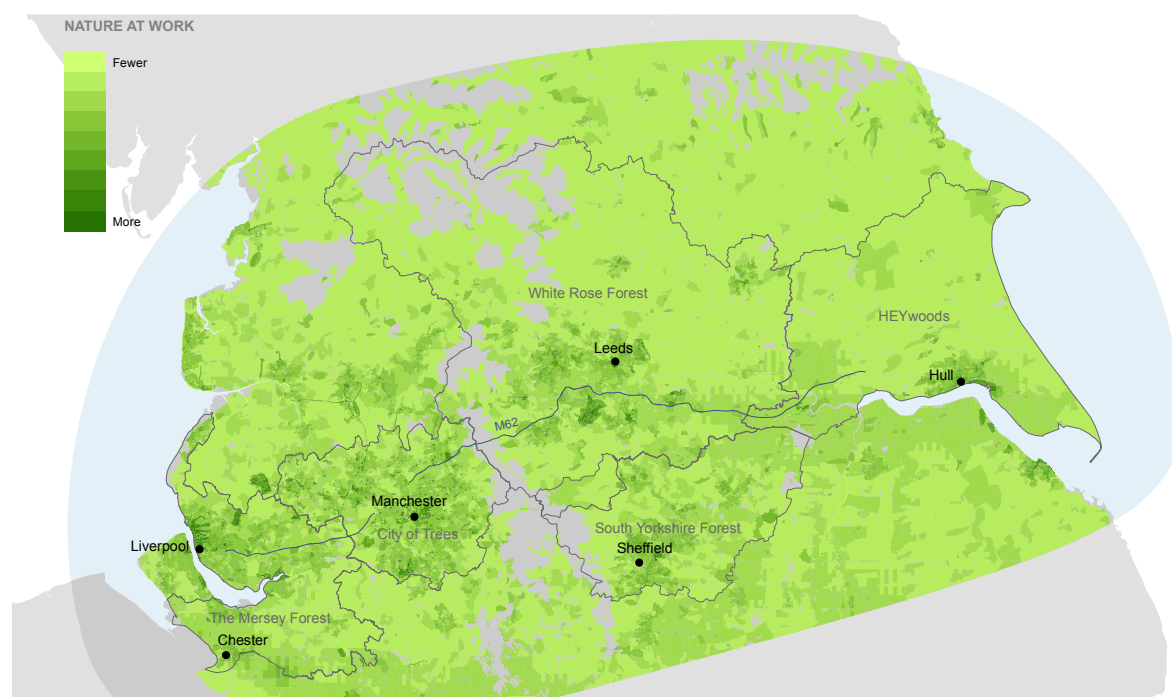 NATURE AT WORK
Fewer
More
White Rose Forest
HEYwoods
Leeds
Hull
M62
Manchester
City of Trees
South Yorkshire Forest
Liverpool
Sheffield
The Mersey Forest
Chester